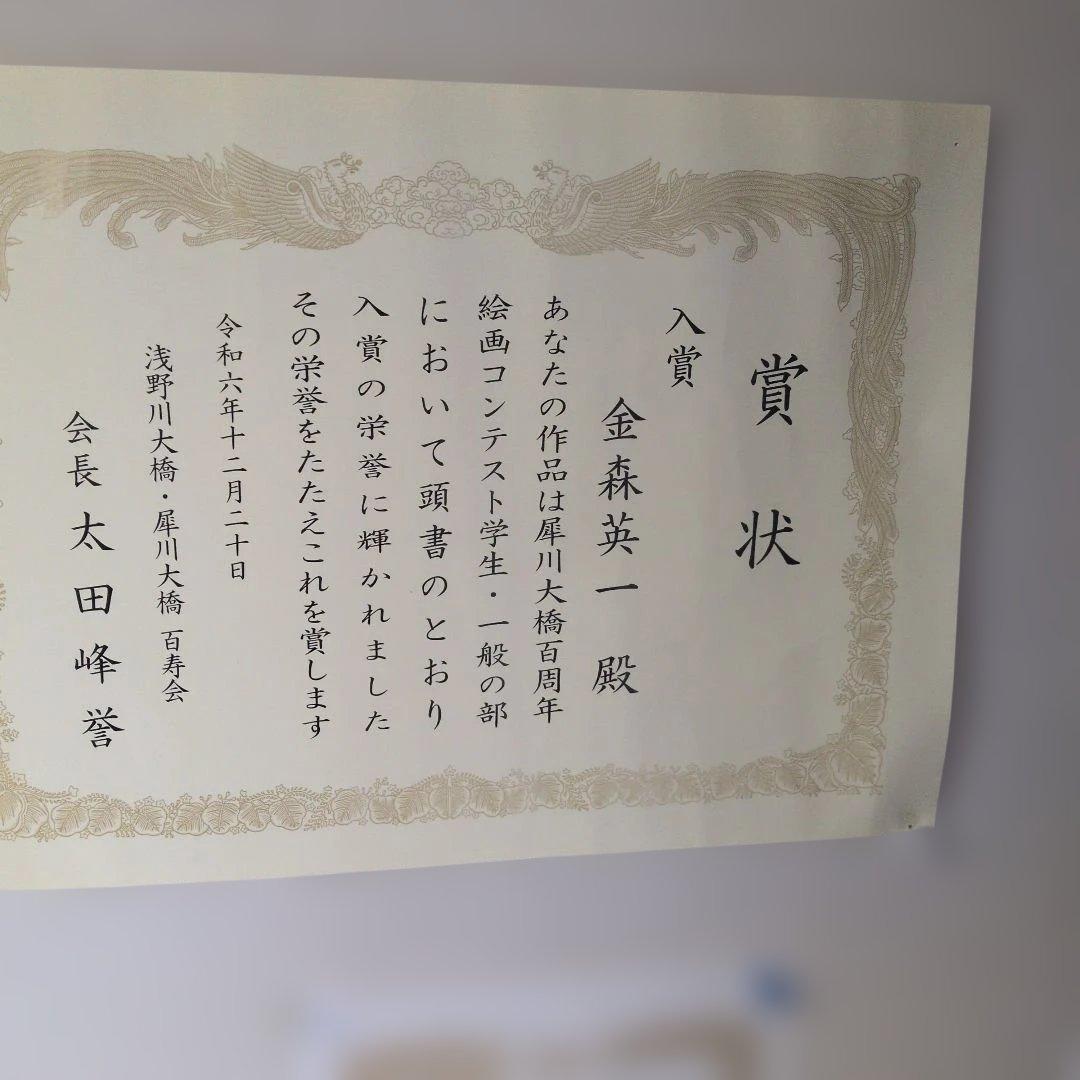 賞状
入賞
金森英一 殿
あなたの作品は犀川大橋百周年
絵画コンテスト学生・一般の部
において頭書のとおり
入賞の栄誉に輝かれました
その栄誉をたたえこれを賞します
令和六年十二月二十日
浅野川大橋・犀川大橋 百寿会
会長 太田峰誉